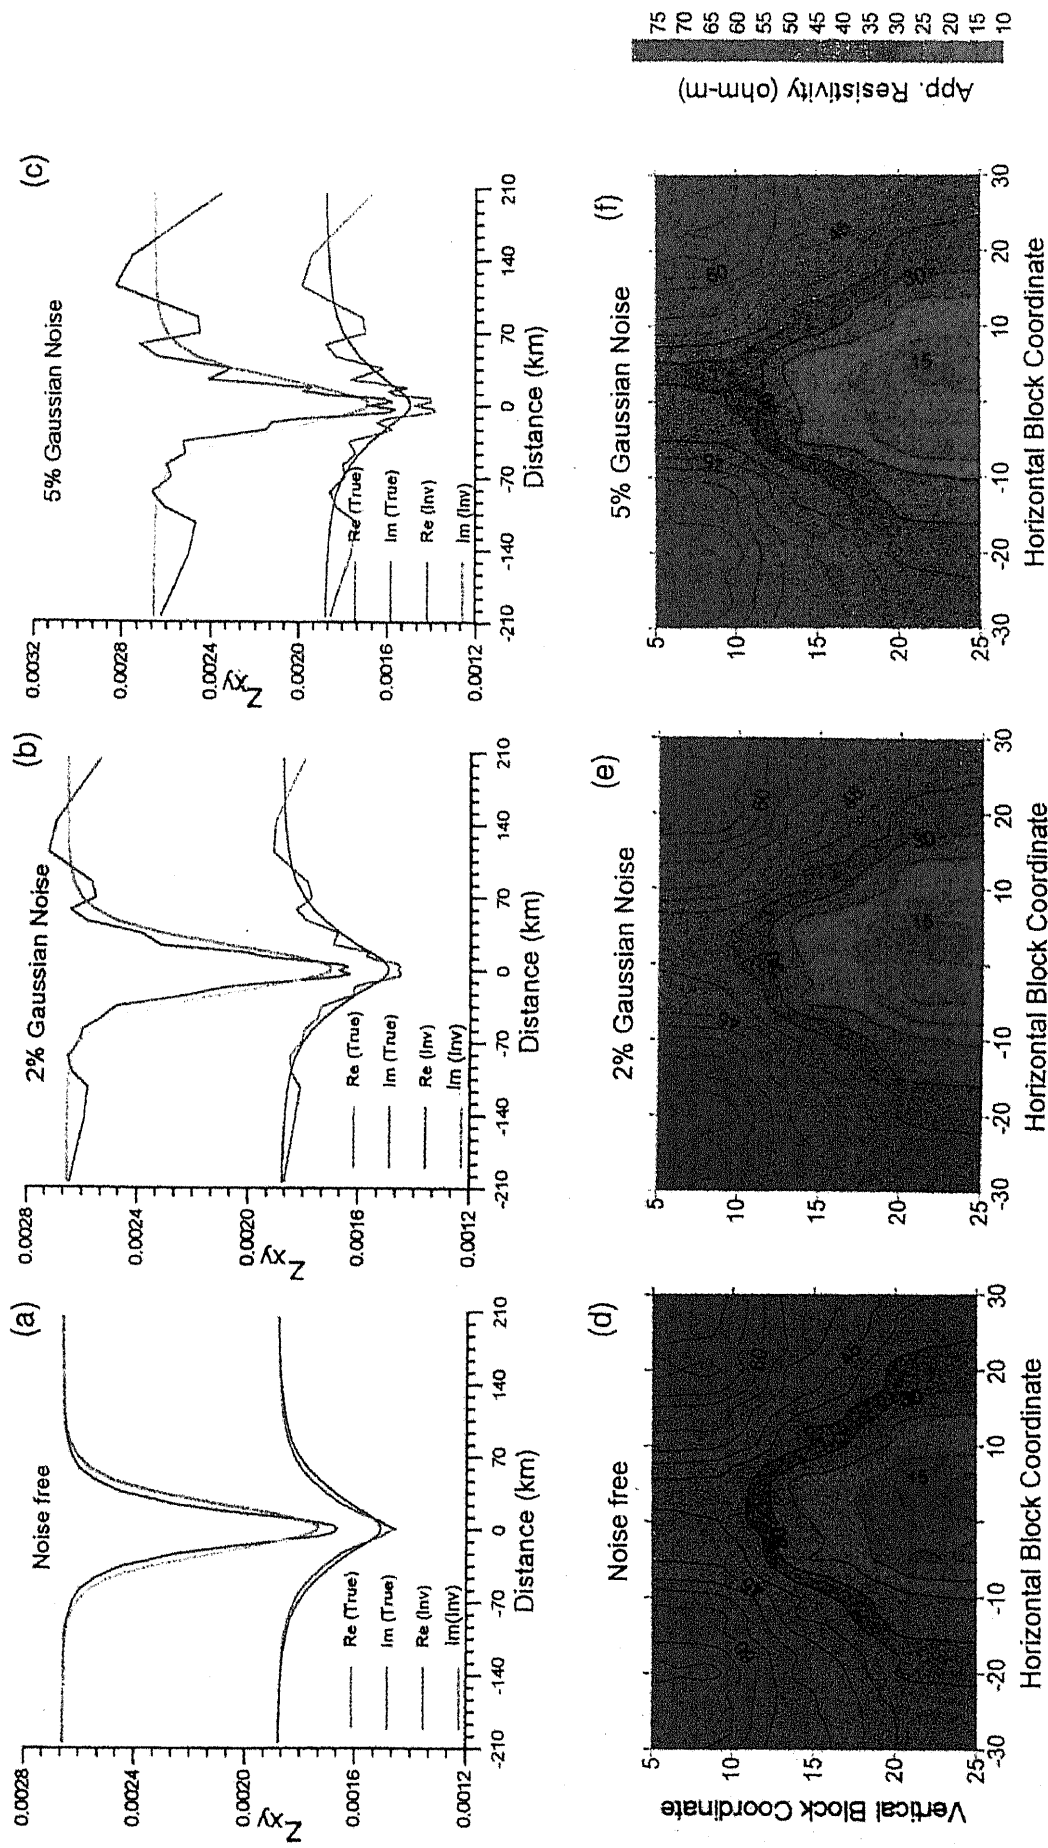 (a)
Noise free
0.0028
0.0024
0.0020
0.0016
0.0012
Zxy
Re (True)
Im (True)
Re (Inv)
Im(Inv)
-210 -140 -70 0 70 140 210
Distance (km)
(b)
2% Gaussian Noise
0.0028
0.0024
0.0020
0.0016
0.0012
Zxy
Re (True)
Im (True)
Re (Inv)
Im (Inv)
-210 -140 -70 0 70 140 210
Distance (km)
(c)
5% Gaussian Noise
0.0032
0.0028
0.0024
0.0020
0.0016
0.0012
Zxy
Re (True)
Im (True)
Re (Inv)
Im (Inv)
-210 -140 -70 0 70 140 210
Distance (km)
(d)
Noise free
Vertical Block Coordinate
5
10
15
20
25
60
45
30
15
-30 -20 -10 0 10 20 30
Horizontal Block Coordinate
(e)
2% Gaussian Noise
5
10
15
20
25
60
30
15
-30 -20 -10 0 10 20 30
Horizontal Block Coordinate
(f)
5% Gaussian Noise
5
10
15
20
25
60
45
30
15
-30 -20 -10 0 10 20 30
Horizontal Block Coordinate
75
70
65
60
55
50
45
40
35
30
25
20
15
10
App. Resistivity (ohm-m)